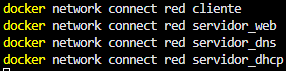 docker network connect red cliente
docker network connect red servidor_web
docker network connect red servidor_dns
docker network connect red servidor_dhcp